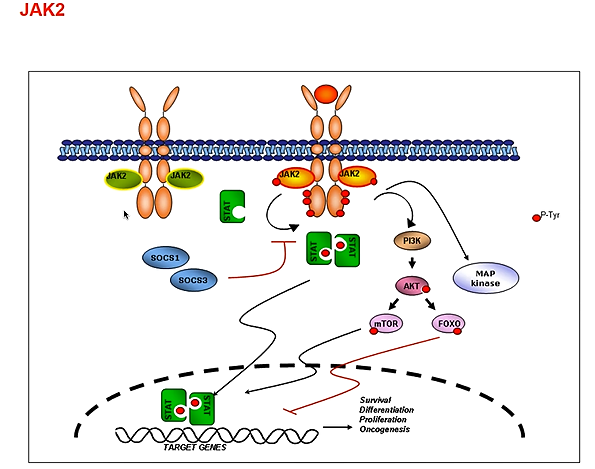 JAK2
JAK2
JAK2
JAK2
JAK2
STAT
P-Tyr
SOCS1
SOCS3
STAT
STAT
PI3K
MAP
kinase
AKT
mTOR
FOXO
STAT
STAT
TARGET GENES
Survival
Differentiation
Proliferation
Oncogenesis